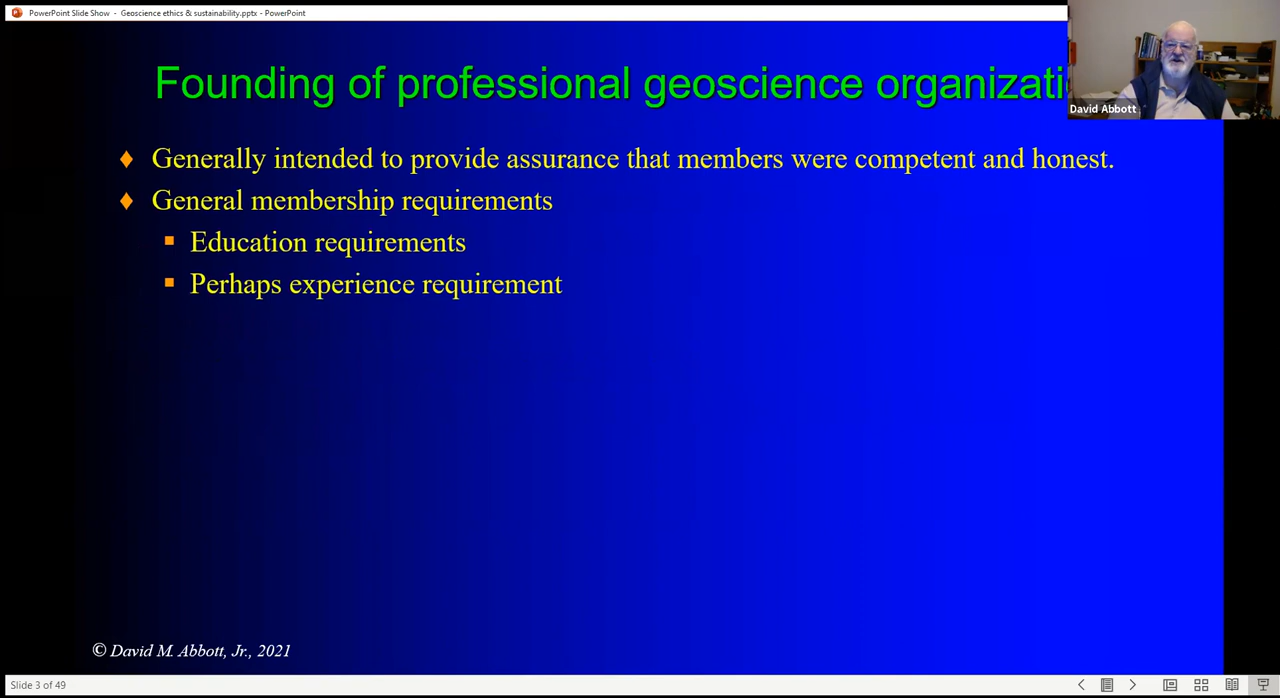 PowerPoint Slide Show - Geoscience ethics & sustainability.pptx - PowerPoint
Founding of professional geoscience organizati
David Abbott
Generally intended to provide assurance that members were competent and honest.
General membership requirements
Education requirements
Perhaps experience requirement
© David M. Abbott, Jr., 2021
Slide 3 of 49